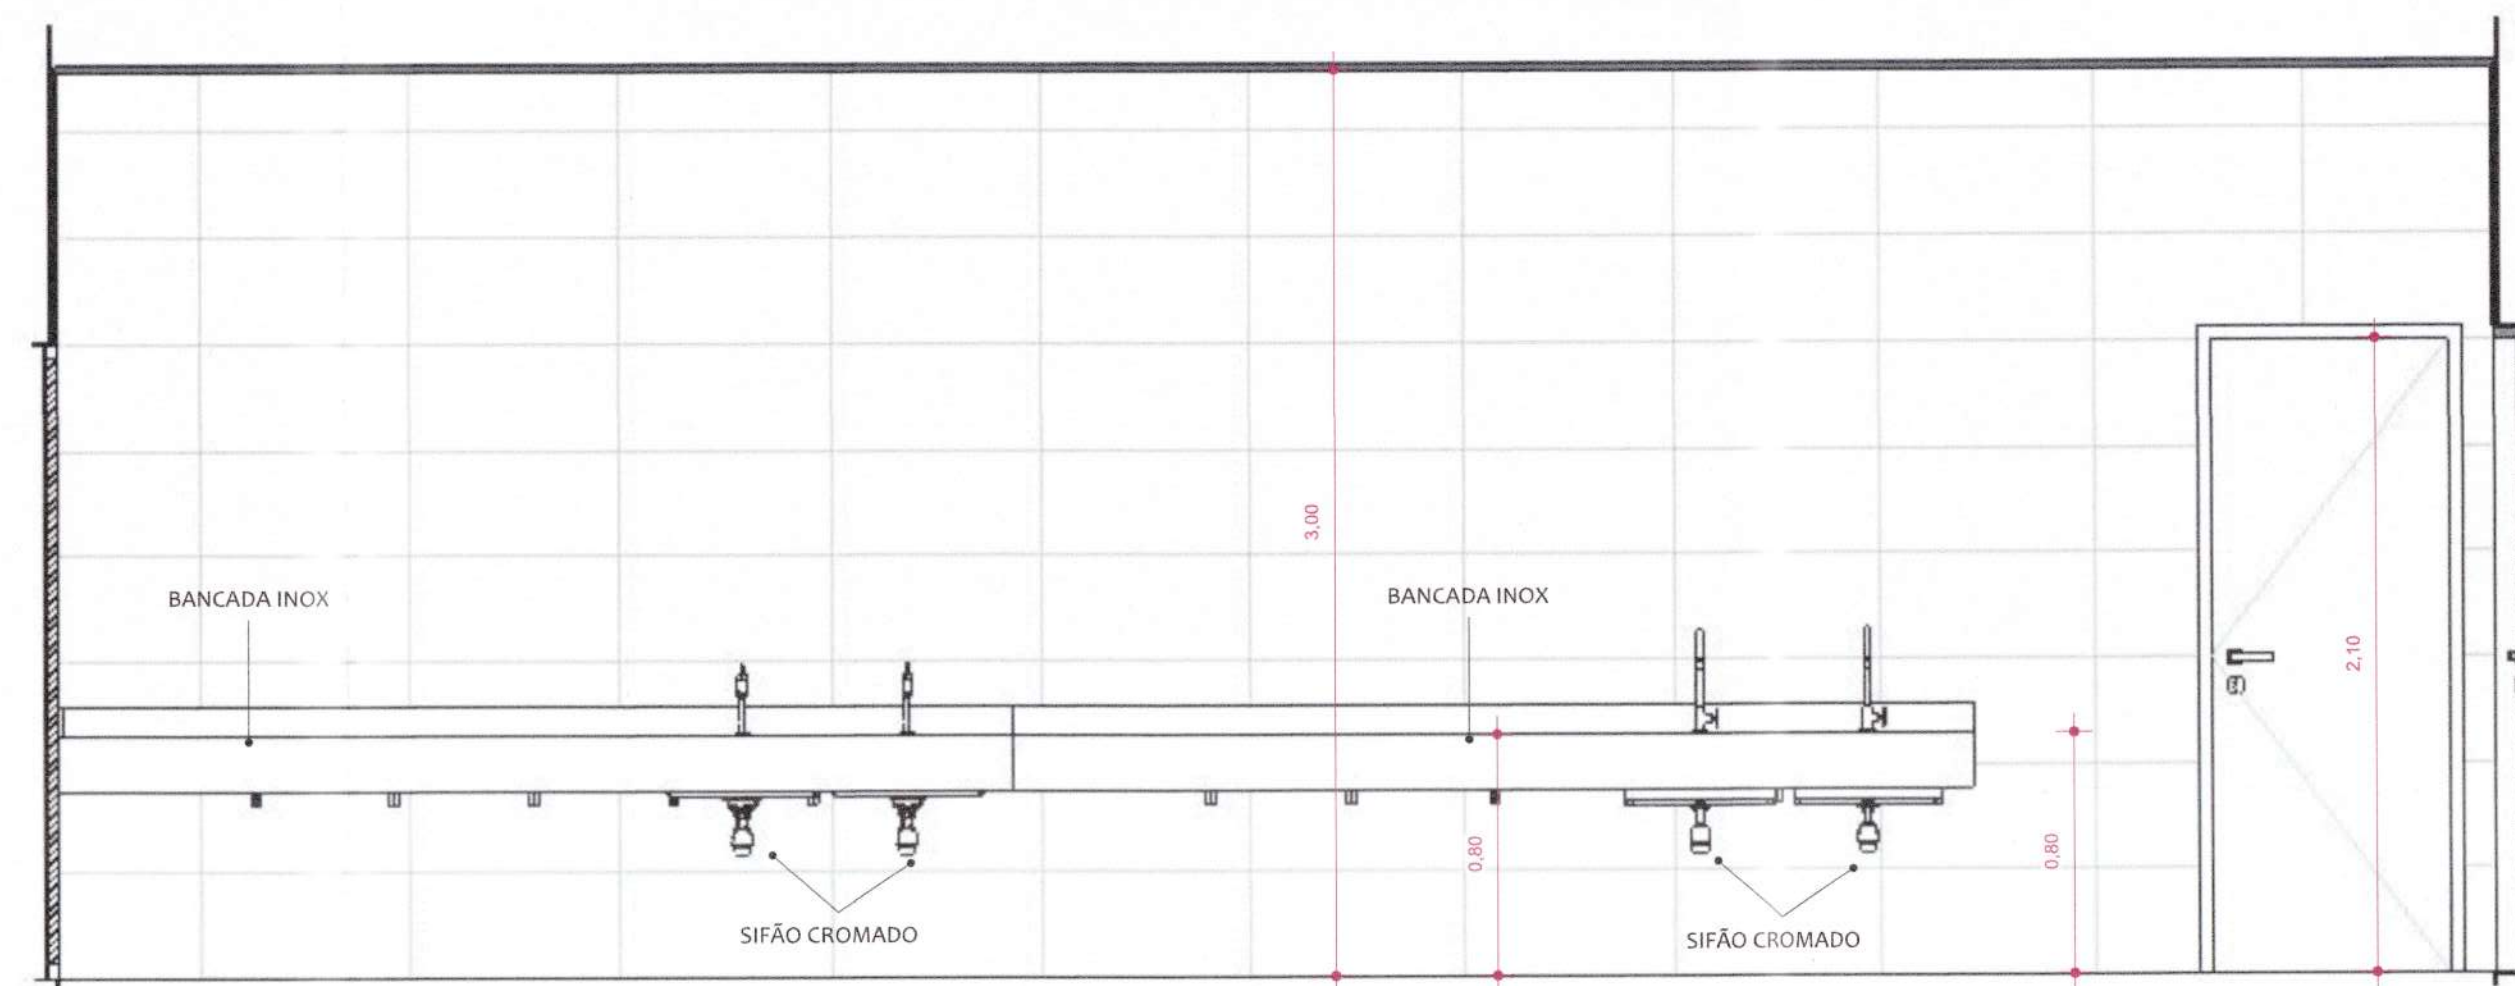 3,00
BANCADA INOX
BANCADA INOX
2,10
0,80
0,80
SIFÃO CROMADO
SIFÃO CROMADO